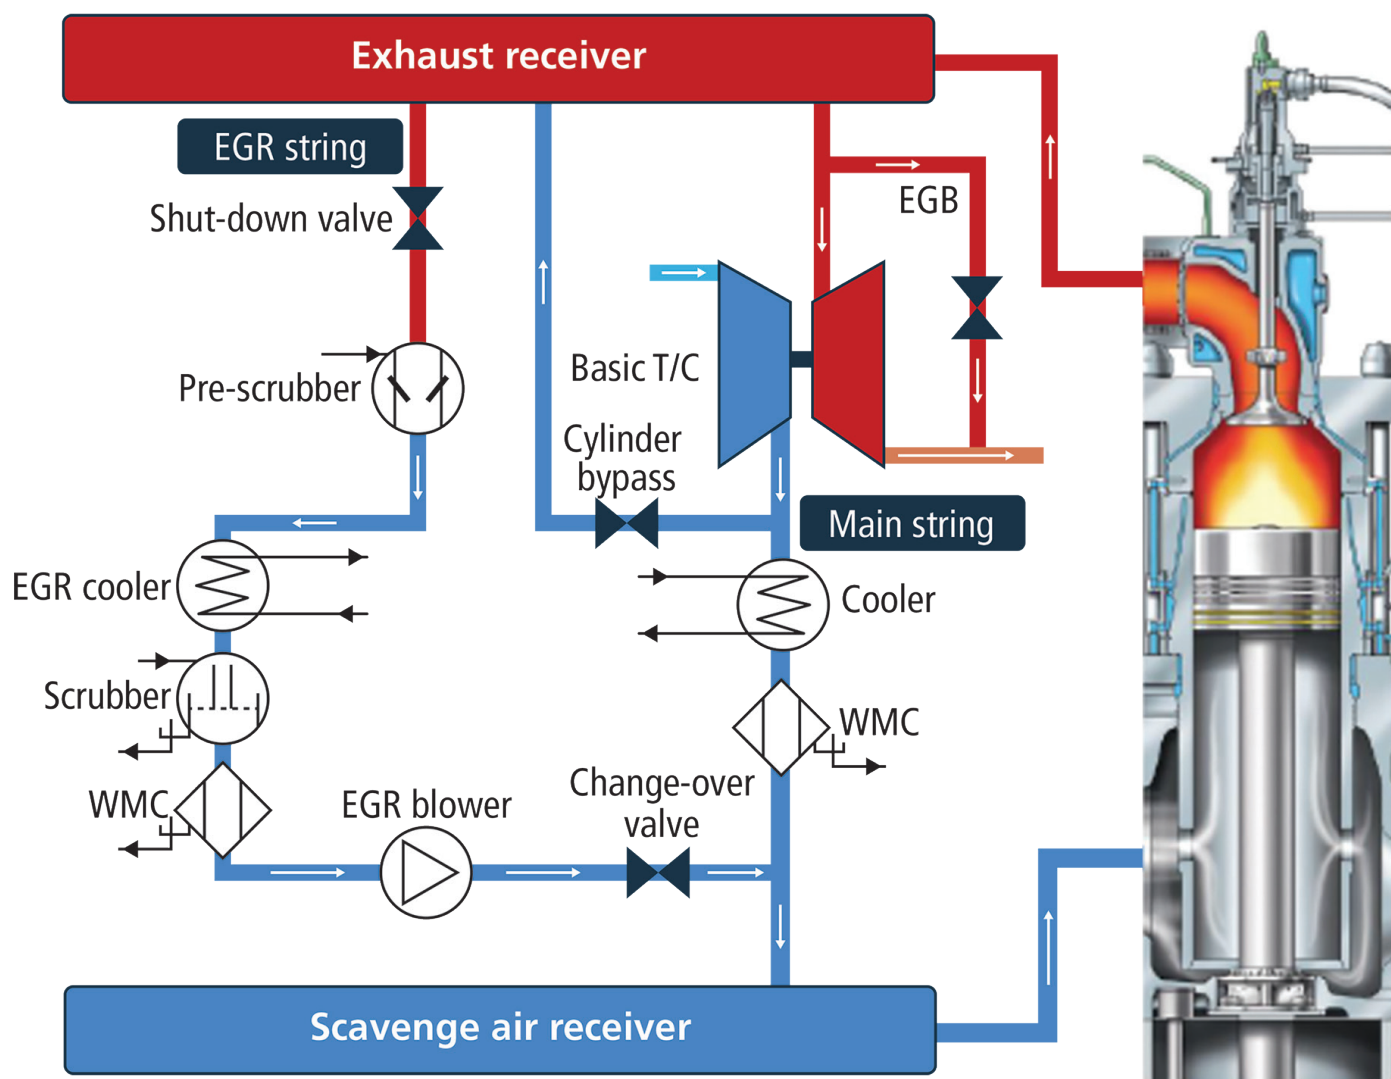 Exhaust receiver
EGR string
Shut-down valve
EGB
Pre-scrubber
Basic T/C
Cylinder
bypass
Main string
EGR cooler
Cooler
Scrubber
WMC
WMC
EGR blower
Change-over
valve
Scavenge air receiver